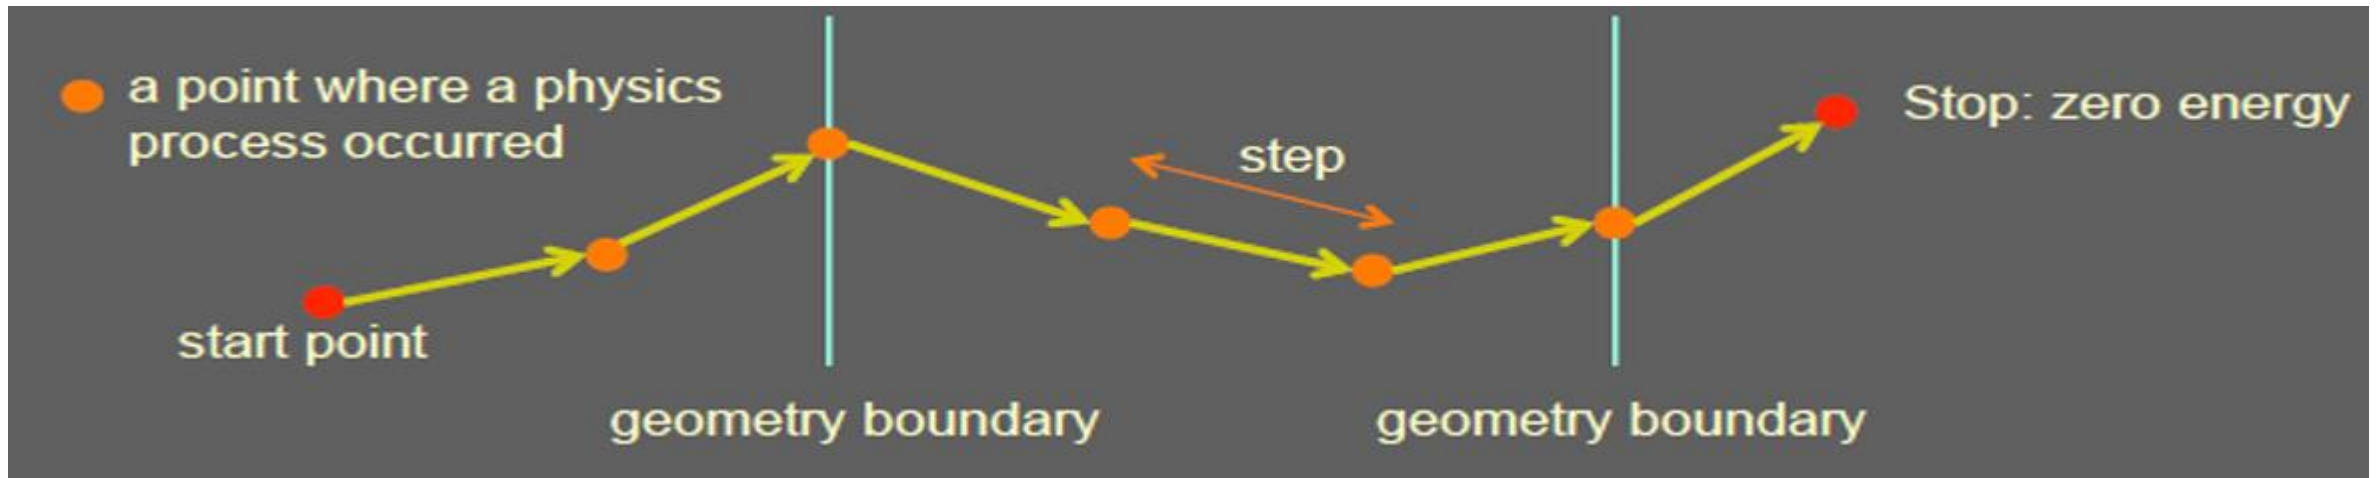 a point where a physics
process occurred
Stop: zero energy
step
start point
geometry boundary
geometry boundary